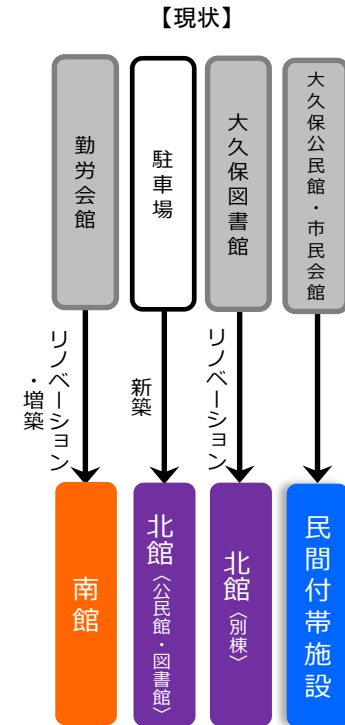 【現状】
勤労会館
駐車場
大久保図書館
大久保公民館・市民会館
リノベーション
・増築
新築
リノベーション
南館
北館〈公民館・図書館〉
北館〈別棟〉
民間付帯施設